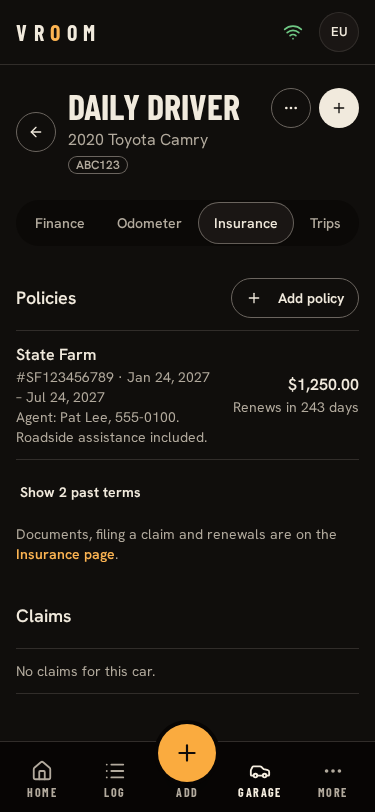 VROOM
EU
DAILY DRIVER
2020 Toyota Camry
ABC123
Finance
Odometer
Insurance
Trips
Policies
Add policy
State Farm
#SF123456789 · Jan 24, 2027
– Jul 24, 2027
Agent: Pat Lee, 555-0100.
Roadside assistance included.
$1,250.00
Renews in 243 days
Show 2 past terms
Documents, filing a claim and renewals are on the
Insurance page.
Claims
No claims for this car.
HOME
LOG
ADD
GARAGE
MORE